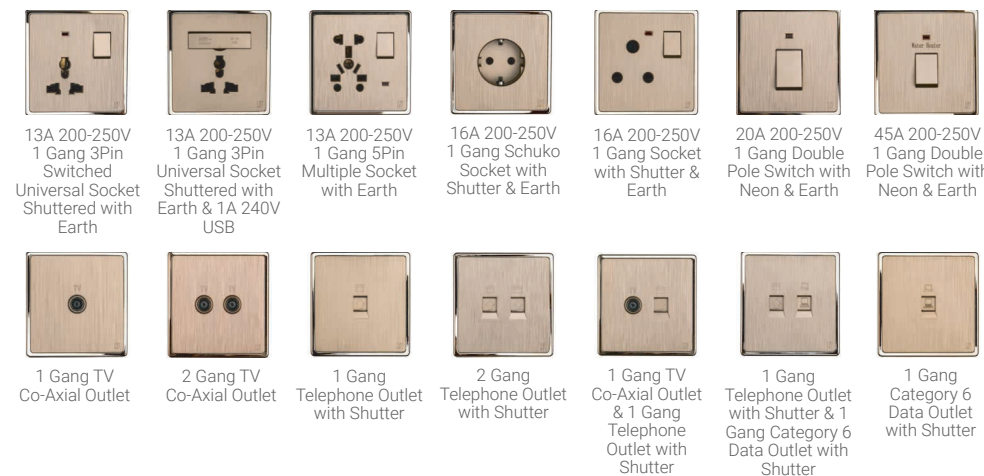 Water Heater
13A 200-250V
1 Gang 3Pin
Switched
Universal Socket
Shuttered with
Earth
13A 200-250V
1 Gang 3Pin
Universal Socket
Shuttered with
Earth & 1A 240V
USB
13A 200-250V
1 Gang 5Pin
Multiple Socket
with Earth
16A 200-250V
1 Gang Schuko
Socket with
Shutter & Earth
16A 200-250V
1 Gang Socket
with Shutter &
Earth
20A 200-250V
1 Gang Double
Pole Switch with
Neon & Earth
45A 200-250V
1 Gang Double
Pole Switch with
Neon & Earth
TV
1 Gang TV
Co-Axial Outlet
TV TV
2 Gang TV
Co-Axial Outlet
1 Gang
Telephone Outlet
with Shutter
2 Gang
Telephone Outlet
with Shutter
TV
1 Gang TV
Co-Axial Outlet
& 1 Gang
Telephone
Outlet with
Shutter
1 Gang
Telephone Outlet
with Shutter & 1
Gang Category 6
Data Outlet with
Shutter
1 Gang
Category 6
Data Outlet
with Shutter